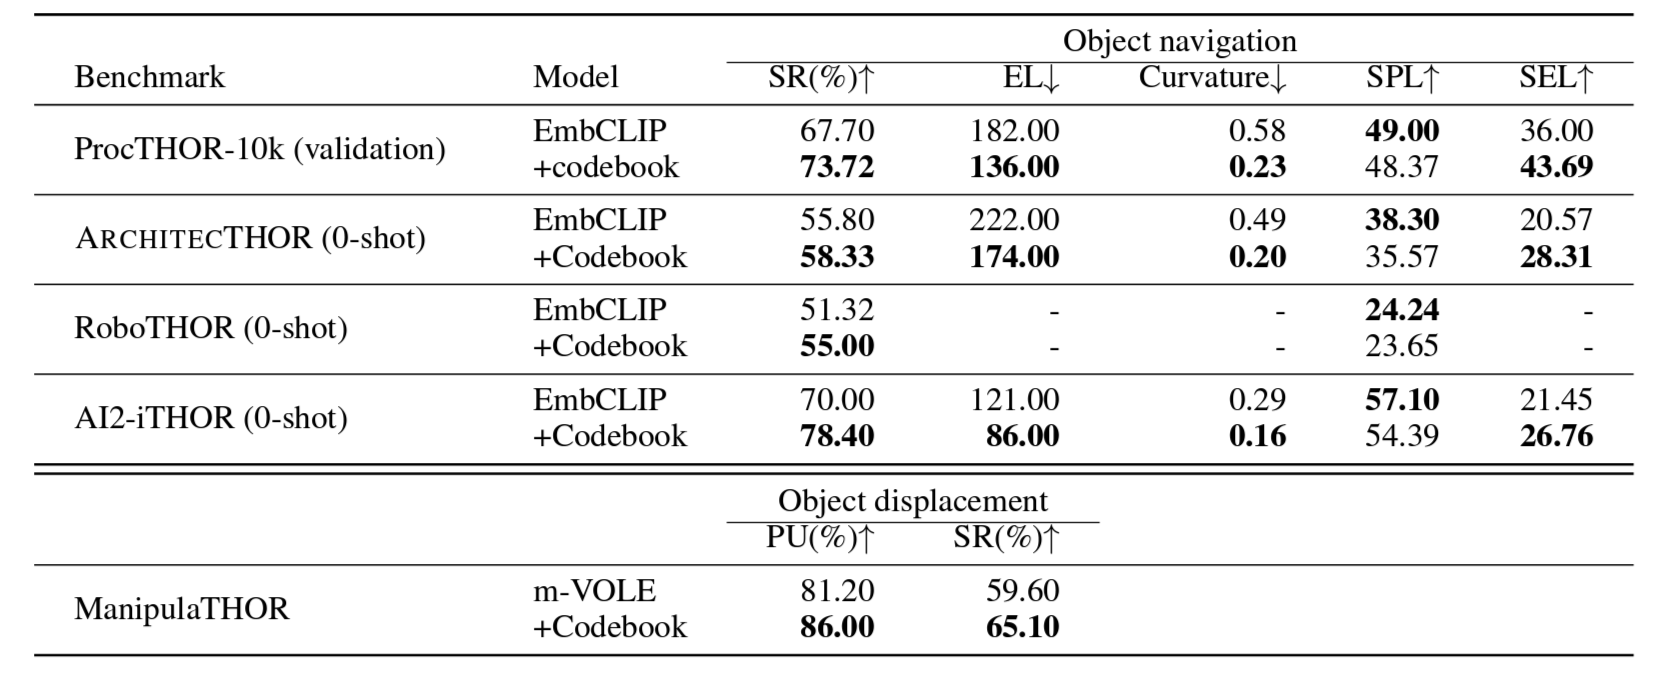 Object navigation
Benchmark Model SR(%)↑ EL↓ Curvature↓ SPL↑ SEL↑
ProcTHOR-10k (validation) EmbCLIP 67.70 182.00 0.58 49.00 36.00
+codebook 73.72 136.00 0.23 48.37 43.69
ARCHITECTHOR (0-shot) EmbCLIP 55.80 222.00 0.49 38.30 20.57
+Codebook 58.33 174.00 0.20 35.57 28.31
RoboTHOR (0-shot) EmbCLIP 51.32 - - 24.24 -
+Codebook 55.00 - - 23.65 -
AI2-iTHOR (0-shot) EmbCLIP 70.00 121.00 0.29 57.10 21.45
+Codebook 78.40 86.00 0.16 54.39 26.76
Object displacement
PU(%)↑ SR(%)↑
ManipulaTHOR m-VOLE 81.20 59.60
+Codebook 86.00 65.10